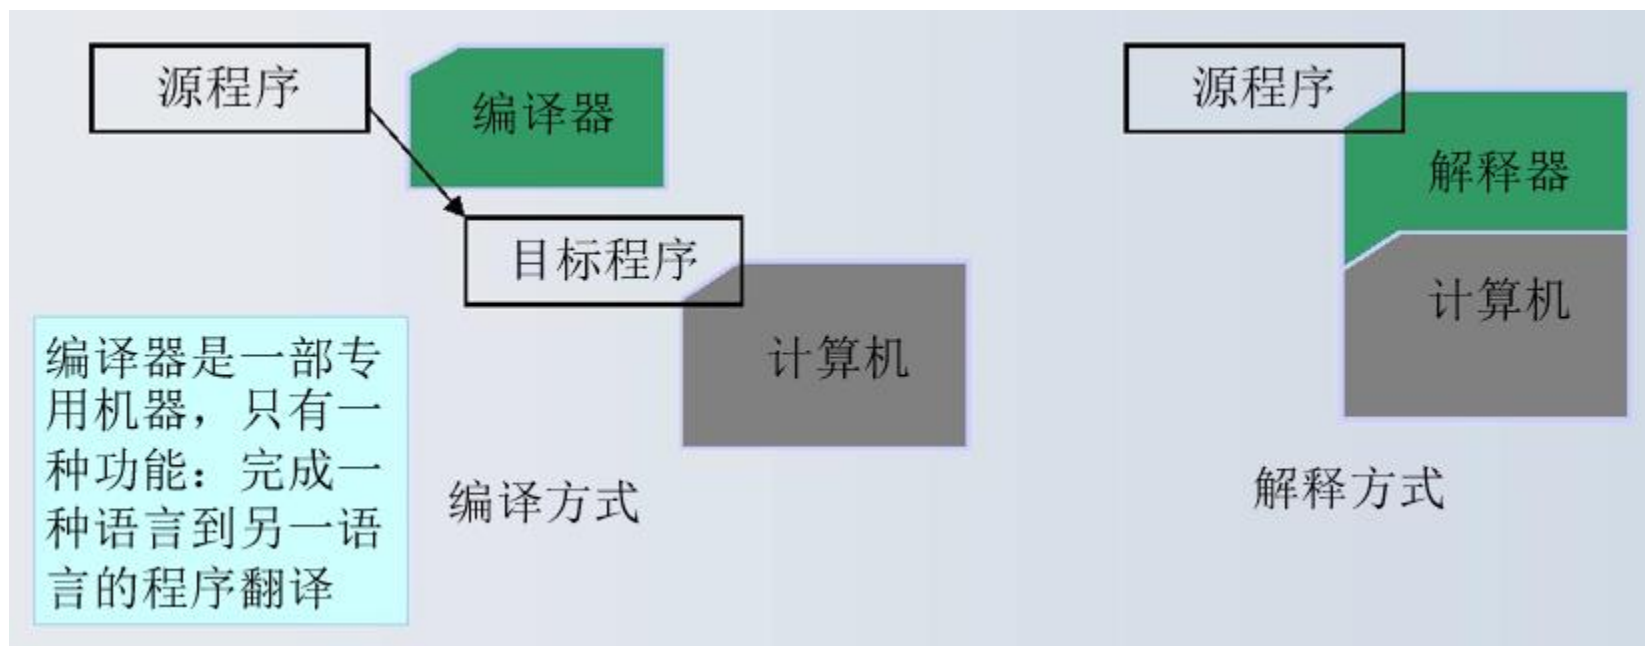 源程序
编译器
目标程序
计算机
编译器是一部专
用机器，只有一
种功能：完成一
种语言到另一语
言的程序翻译
编译方式
源程序
解释器
计算机
解释方式